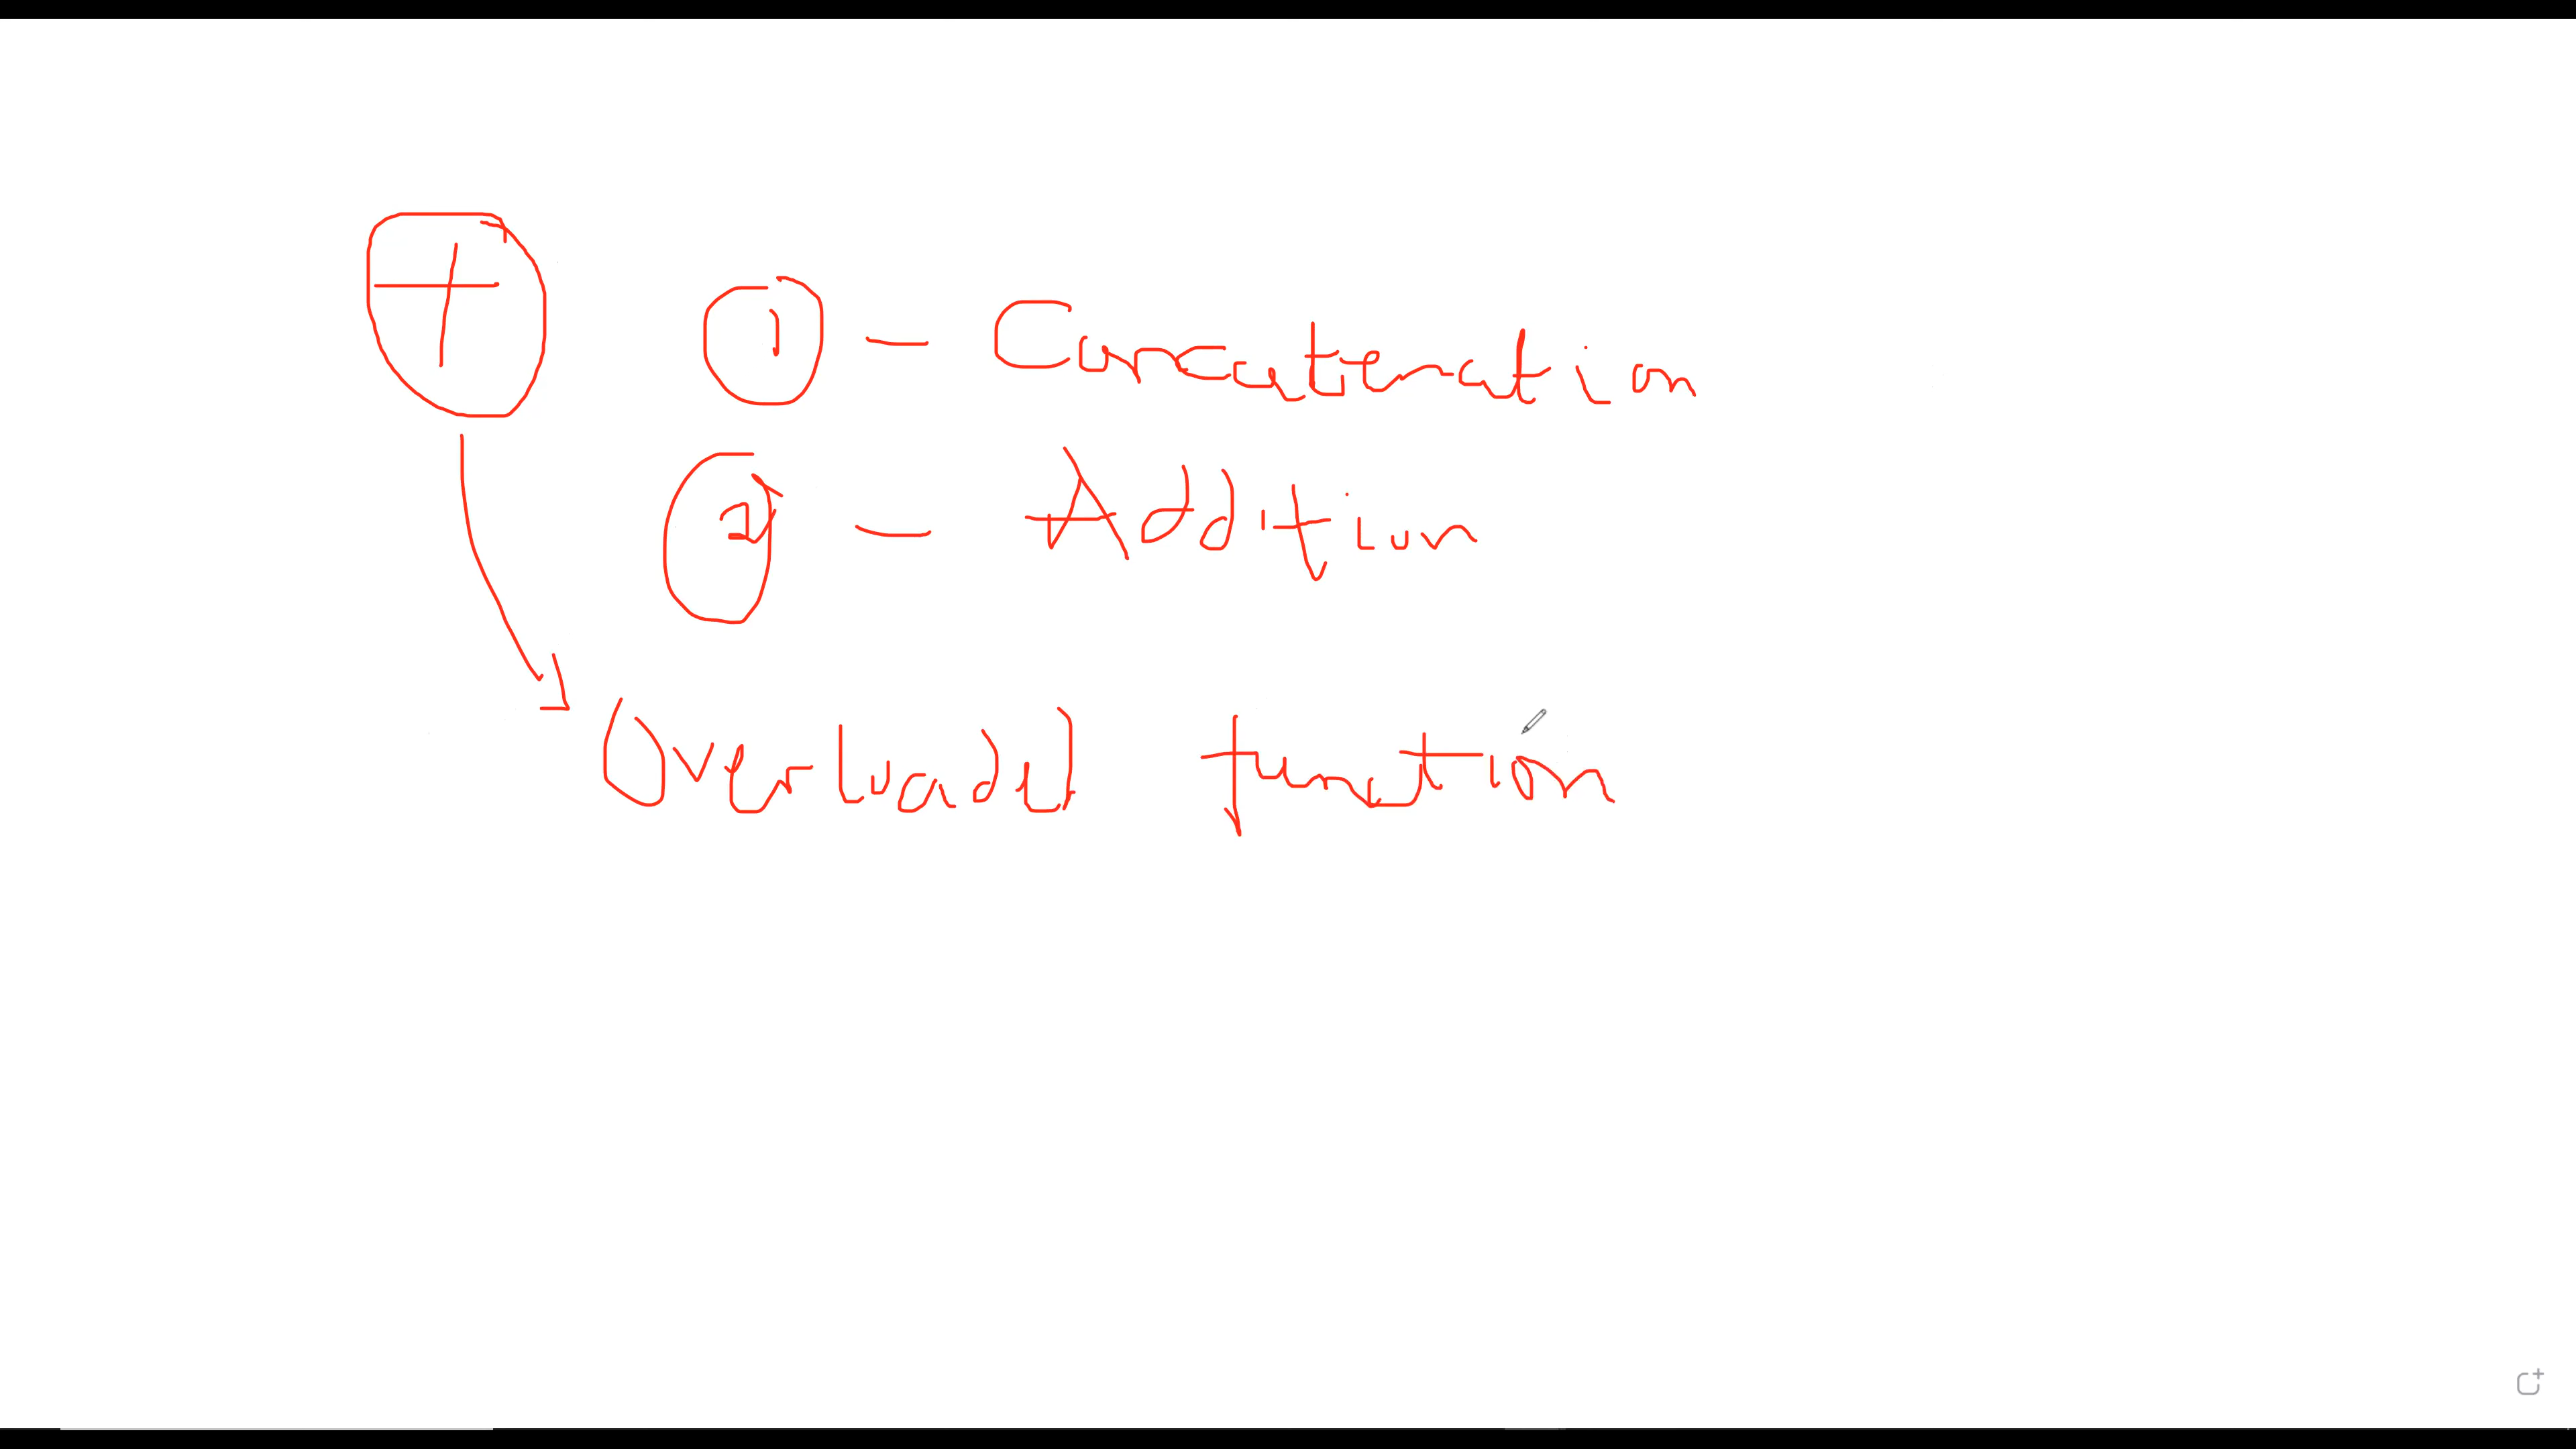 + ① - Concatenation
② - Addition
Overloaded function